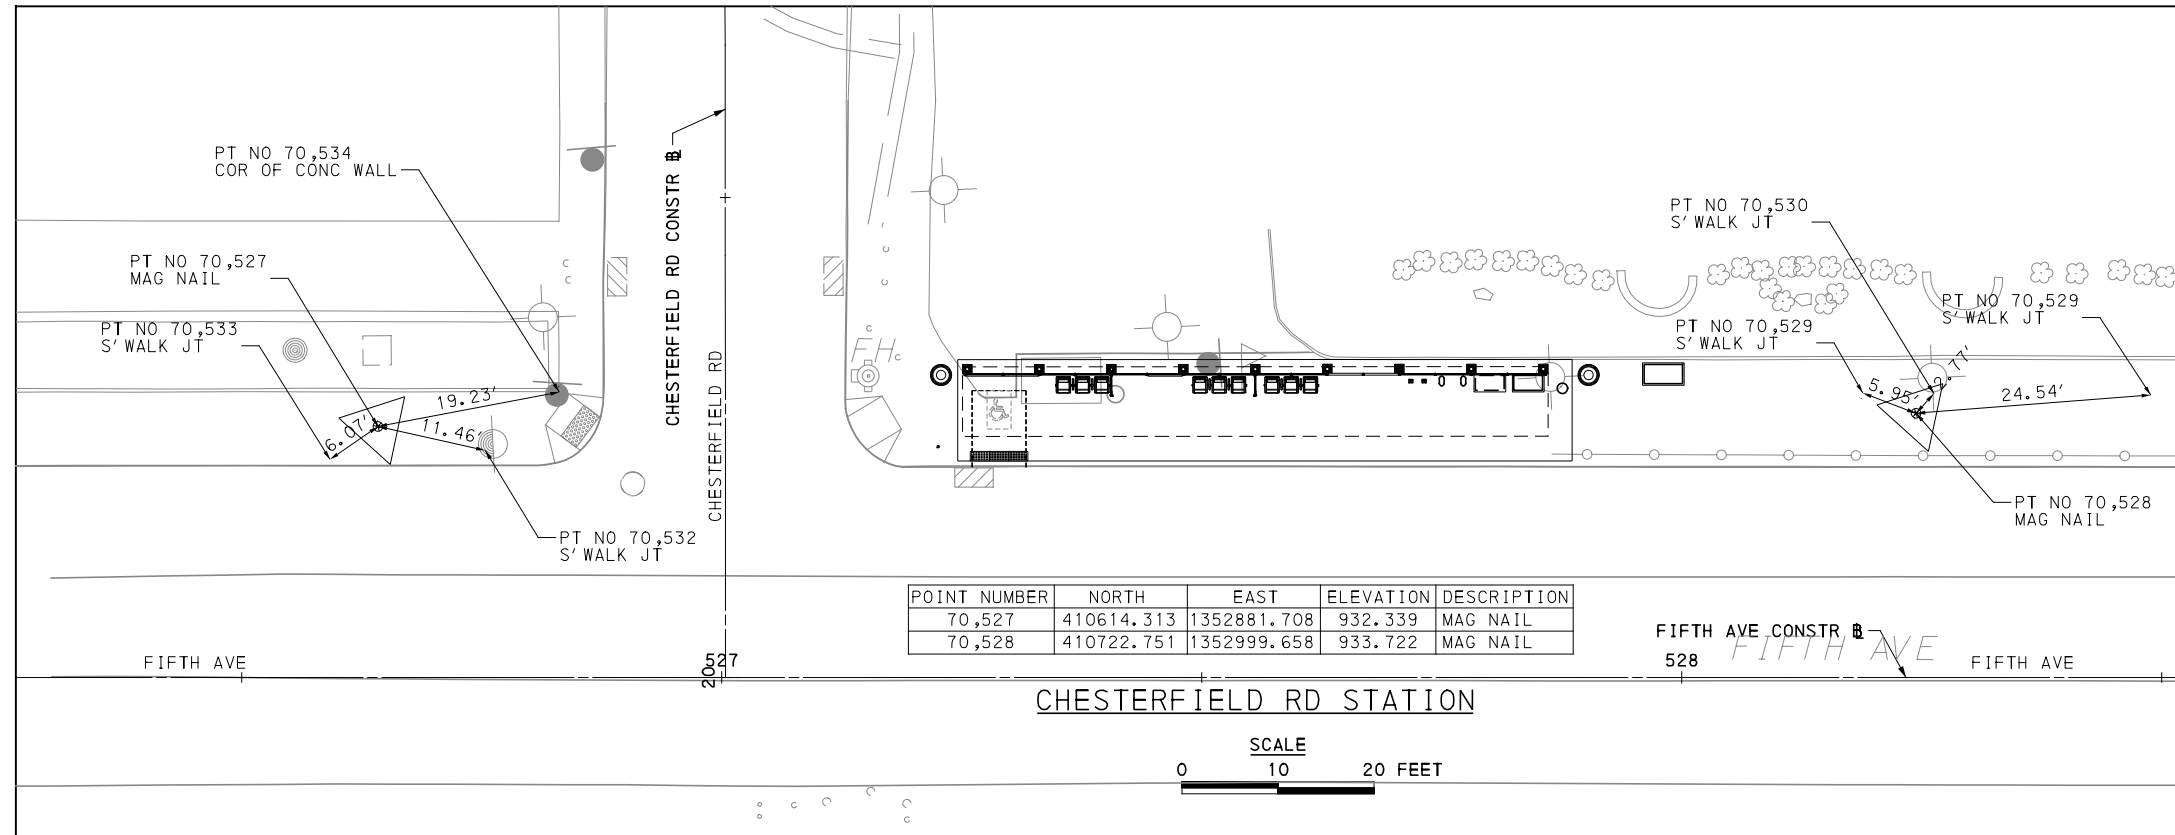 PT NO 70,534
COR OF CONC WALL
PT NO 70,527
MAG NAIL
PT NO 70,533
S'WALK JT
19.23'
11.46'
6.07'
PT NO 70,532
S'WALK JT
CHESTERFIELD RD CONSTR BL
CHESTERFIELD RD
FH
PT NO 70,530
S'WALK JT
PT NO 70,529
S'WALK JT
PT NO 70,529
S'WALK JT
5.95'
24.54'
PT NO 70,528
MAG NAIL
POINT NUMBER NORTH EAST ELEVATION DESCRIPTION
70,527 410614.313 1352881.708 932.339 MAG NAIL
70,528 410722.751 1352999.658 933.722 MAG NAIL
FIFTH AVE CONSTR BL
FIFTH AVE
FIFTH AVE
527
20
528
FIFTH AVE
CHESTERFIELD RD STATION
SCALE
0 10 20 FEET